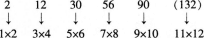 2 12 30 56 90 (132)
↓ ↓ ↓ ↓ ↓ ↓
1×2 3×4 5×6 7×8 9×10 11×12